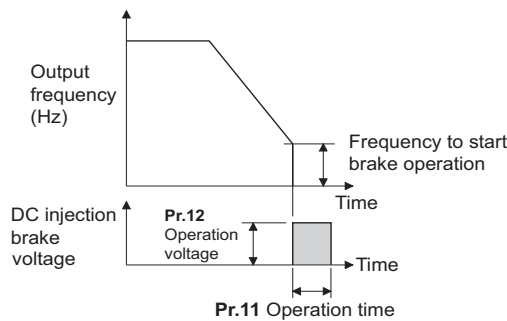 Output
frequency
(Hz)
Frequency to start
brake operation
Time
DC injection
brake
voltage
Pr.12
Operation
voltage
Time
Pr.11 Operation time